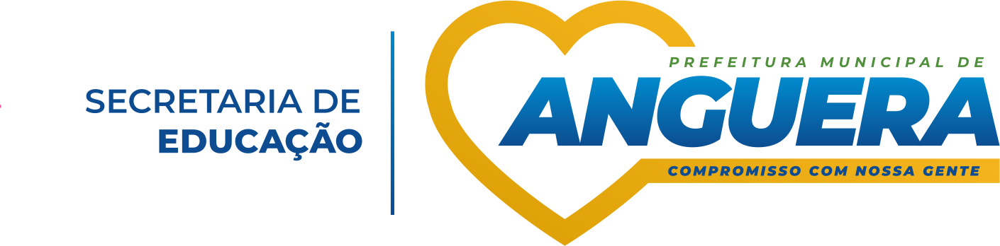 SECRETARIA DE
EDUCAÇÃO
PREFEITURA MUNICIPAL DE
ANGUERA
COMPROMISSO COM NOSSA GENTE